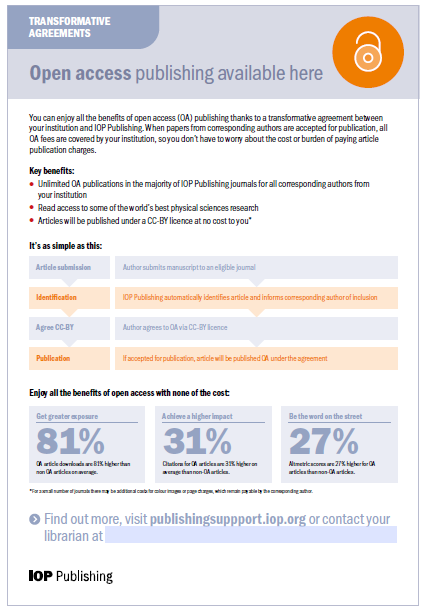 TRANSFORMATIVE
AGREEMENTS
Open access publishing available here
You can enjoy all the benefits of open access (OA) publishing thanks to a transformative agreement between
your institution and IOP Publishing. When papers from corresponding authors are accepted for publication, all
OA fees are covered by your institution, so you don't have to worry about the cost or burden of paying article
publication charges.
Key benefits:
• Unlimited OA publications in the majority of IOP Publishing journals for all corresponding authors from
your institution
• Read access to some of the world's best physical sciences research
• Articles will be published under a CC-BY licence at no cost to you*
It's as simple as this:
Article submission
Author submits manuscript to an eligible journal
Identification
IOP Publishing automatically identifies article and informs corresponding author of inclusion
Agree CC-BY
Author agrees to OA via CC-BY licence
Publication
If accepted for publication, article will be published OA under the agreement
Enjoy all the benefits of open access with none of the cost:
Get greater exposure
81%
OA article downloads are 81% higher than
non OA articles on average.
Achieve a higher impact
31%
Citations for OA articles are 31% higher on
average than non-OA articles.
Be the word on the street
27%
Altmetric scores are 27% higher for OA
articles than non-OA articles.
*For a small number of journals there may be additional costs for colour images or page charges, which remain payable by the corresponding author.
Find out more, visit publishingsuppport.iop.org or contact your
librarian at
IOP Publishing